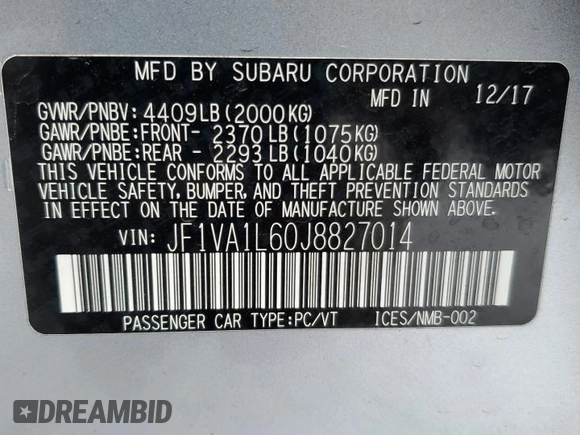 MFD BY SUBARU CORPORATION
MFD IN 12/17
GVWR/PNBV: 4409LB(2000KG)
GAWR/PNBE:FRONT- 2370LB(1075KG)
GAWR/PNBE:REAR - 2293LB(1040KG)
THIS VEHICLE CONFORMS TO ALL APPLICABLE FEDERAL MOTOR
VEHICLE SAFETY, BUMPER, AND THEFT PREVENTION STANDARDS
IN EFFECT ON THE DATE OF MANUFACTURE SHOWN ABOVE.
VIN: JF1VA1L60J8827014
PASSENGER CAR TYPE:PC/VT ICES/NMB-002
DREAMBID